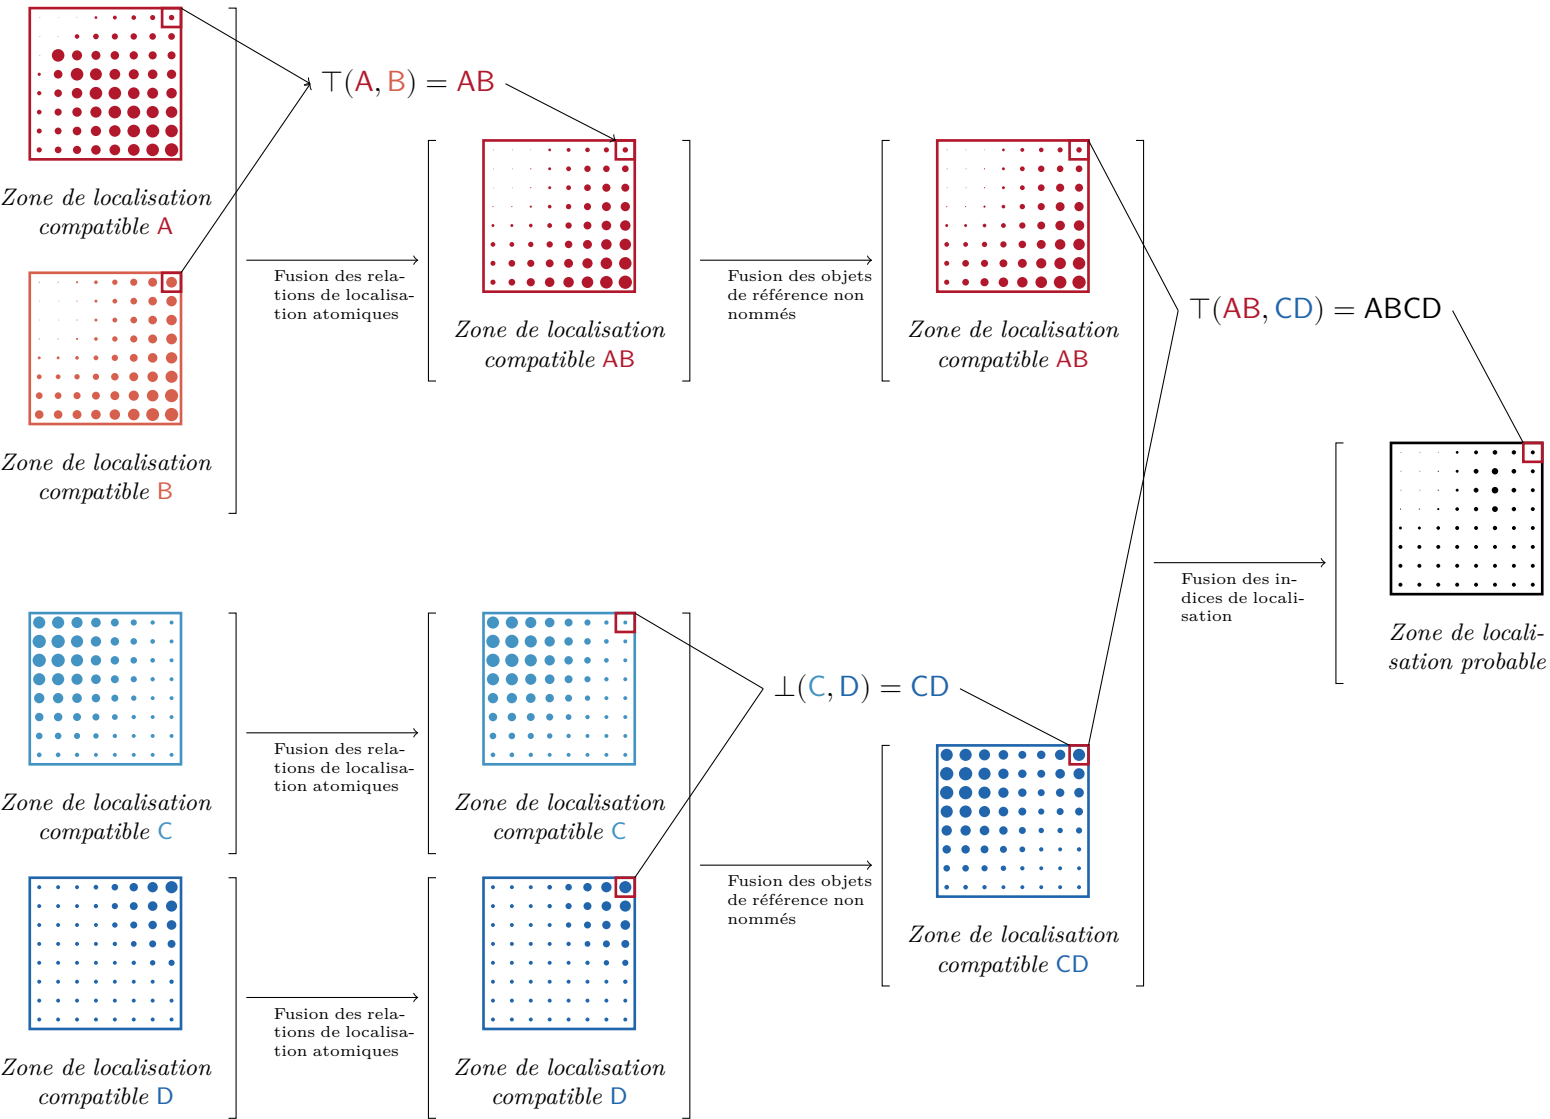 ⊤(A, B) = AB
Zone de localisation
compatible A
Zone de localisation
compatible B
Fusion des rela-
tions de localisa-
tion atomiques
Zone de localisation
compatible AB
Fusion des objets
de référence non
nommés
Zone de localisation
compatible AB
⊤(AB, CD) = ABCD
Fusion des in-
dices de locali-
sation
Zone de locali-
sation probable
Zone de localisation
compatible C
Fusion des rela-
tions de localisa-
tion atomiques
Zone de localisation
compatible C
⊥(C, D) = CD
Zone de localisation
compatible D
Fusion des rela-
tions de localisa-
tion atomiques
Zone de localisation
compatible D
Fusion des objets
de référence non
nommés
Zone de localisation
compatible CD